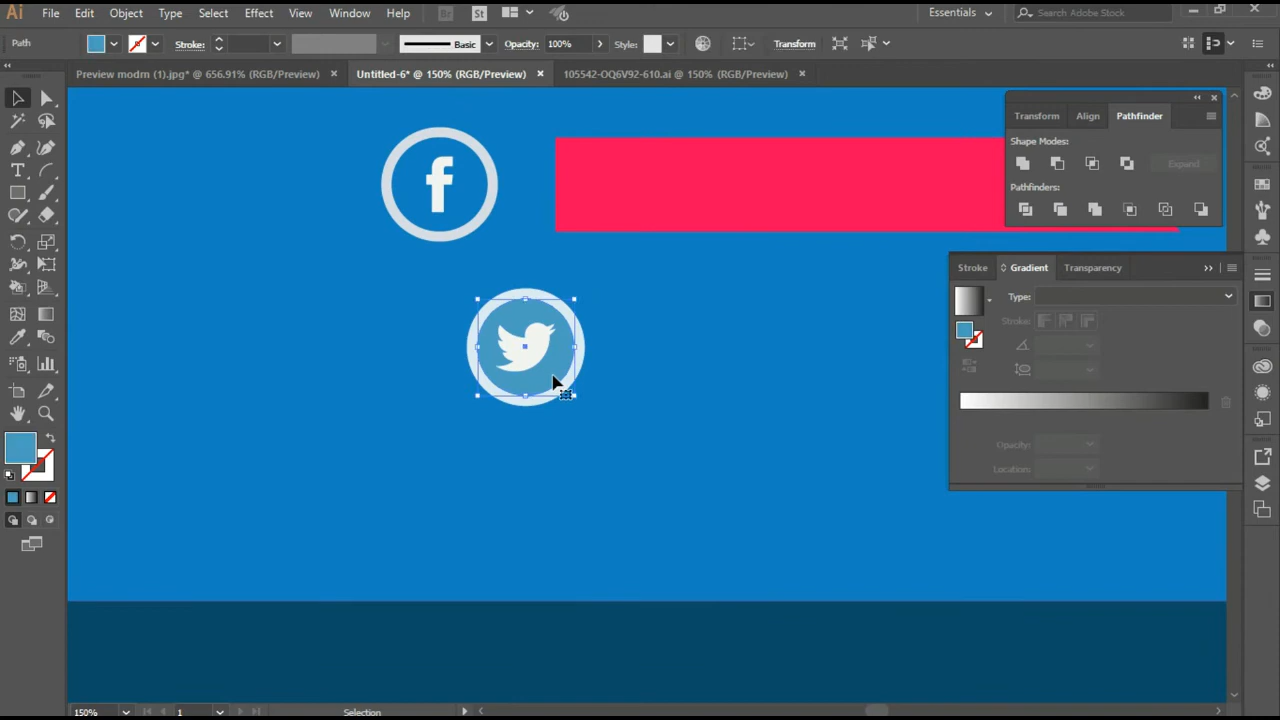 Ai File Edit Object Type Select Effect View Window Help Br St Essentials Search Adobe Stock
Path Stroke: Basic Opacity: 100% Style: Transform
Preview modm (1).jpg* @ 656.91% (RGB/Preview) × Untitled-6* @ 150% (RGB/Preview) × 105542-OQ6V92-610.ai @ 150% (RGB/Preview) ×
Transform Align Pathfinder
Shape Modes:
Expand
Pathfinders:
f
Stroke Gradient Transparency
Type:
Stroke:
Opacity:
Location:
150% 1 Selection